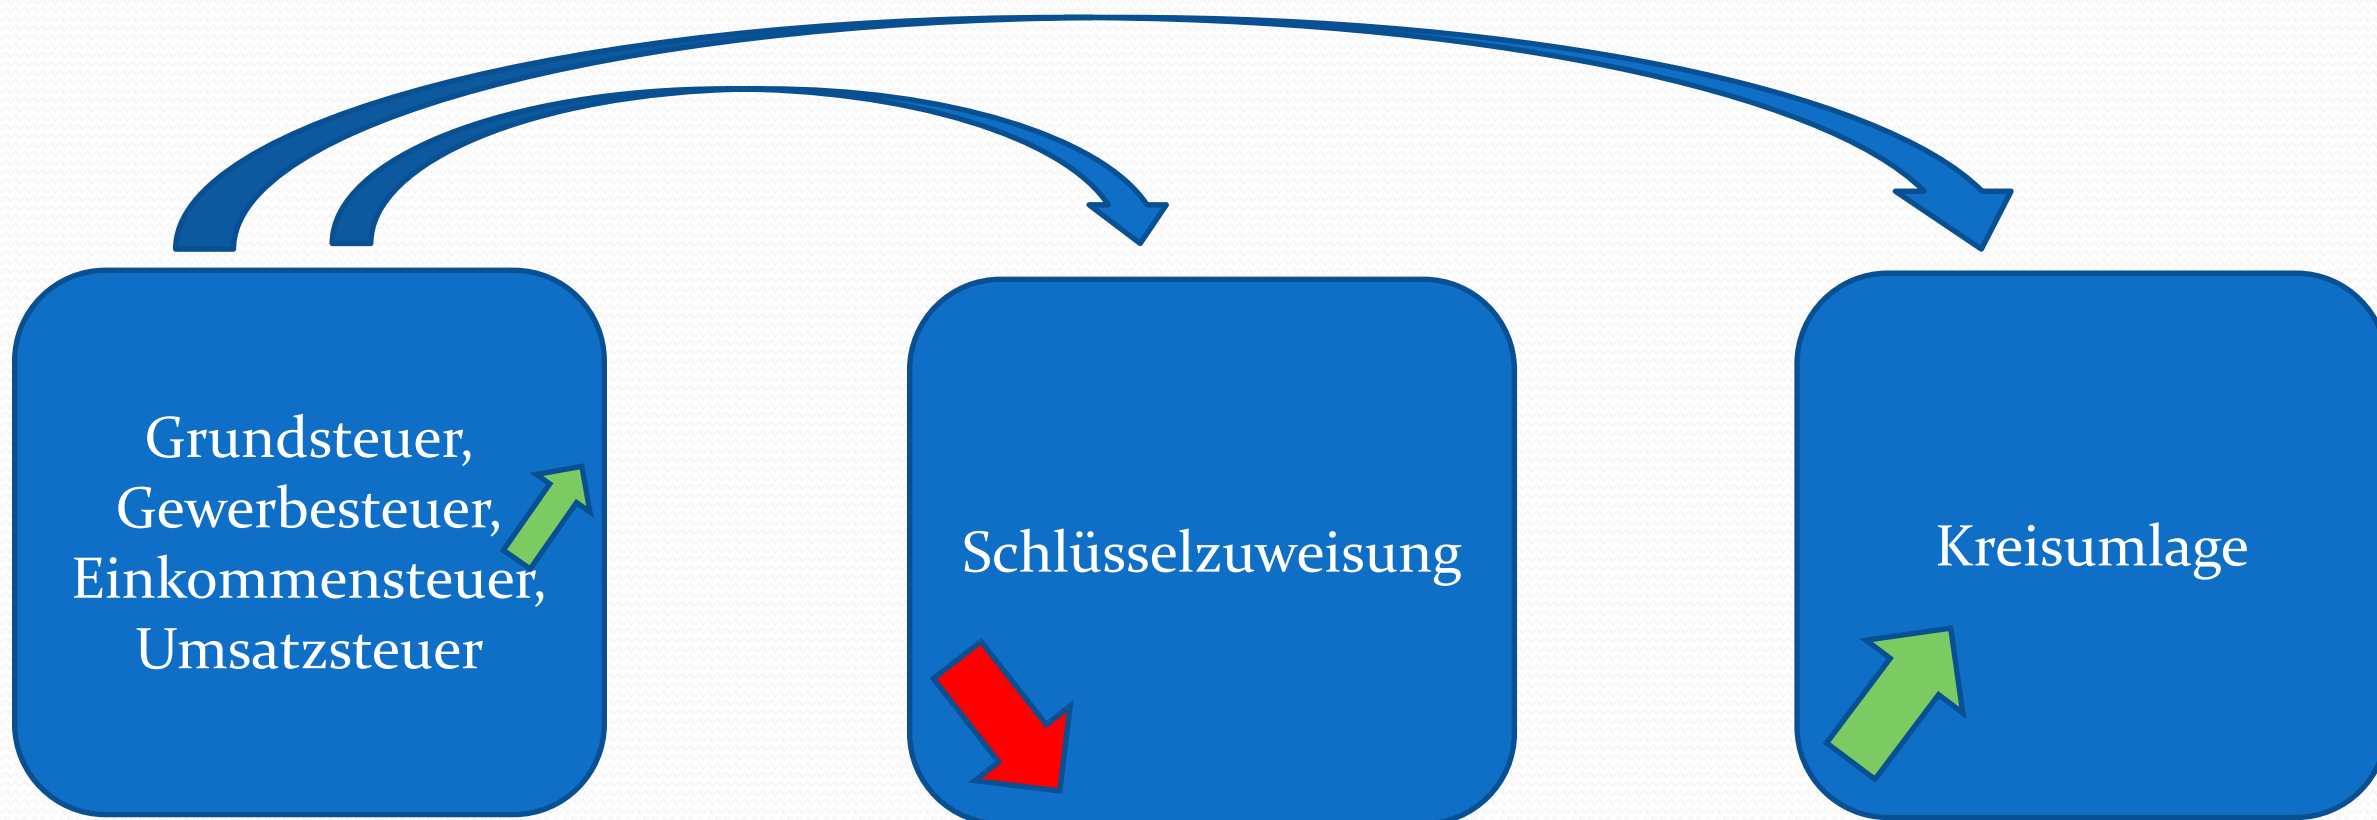 Grundsteuer,
Gewerbesteuer,
Einkommensteuer,
Umsatzsteuer
Schlüsselzuweisung
Kreisumlage